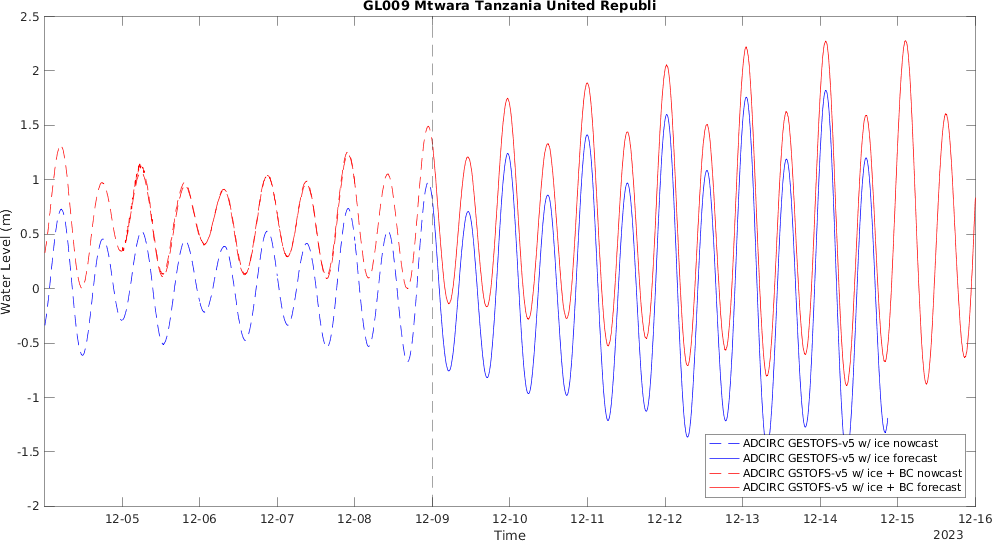 GL009 Mtwara Tanzania United Republi
2.5
2
1.5
1
0.5
0
-0.5
-1
-1.5
-2
Water Level (m)
12-05 12-06 12-07 12-08 12-09 12-10 12-11 12-12 12-13 12-14 12-15 12-16
Time
2023
ADCIRC GESTOFS-v5 w/ ice nowcast
ADCIRC GESTOFS-v5 w/ ice forecast
ADCIRC GSTOFS-v5 w/ ice + BC nowcast
ADCIRC GSTOFS-v5 w/ ice + BC forecast